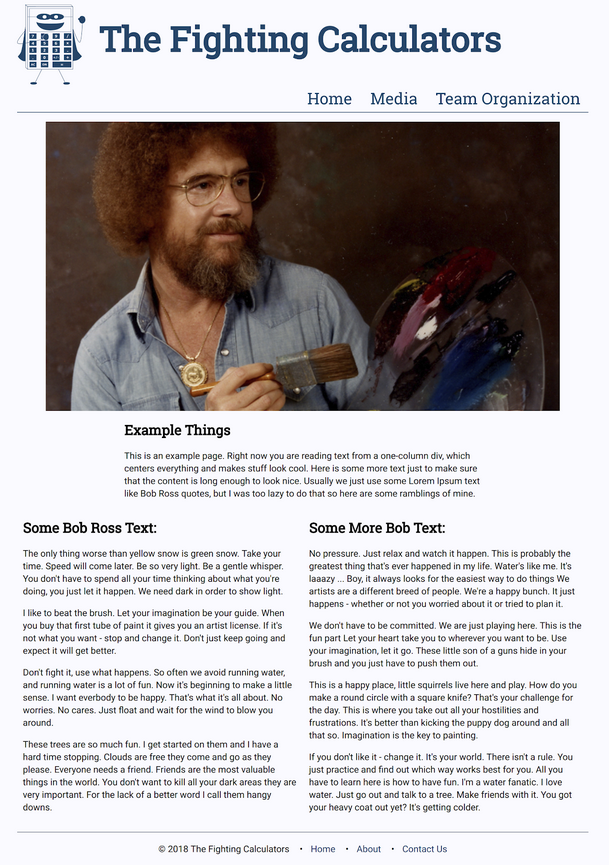 The Fighting Calculators
Home Media Team Organization
Example Things
This is an example page. Right now you are reading text from a one-column div, which
centers everything and makes stuff look cool. Here is some more text just to make sure
that the content is long enough to look nice. Usually we just use some Lorem Ipsum text
like Bob Ross quotes, but I was too lazy to do that so here are some ramblings of mine.
Some Bob Ross Text:
The only thing worse than yellow snow is green snow. Take your
time. Speed will come later. Be so very light. Be a gentle whisper.
You don't have to spend all your time thinking about what you're
doing, you just let it happen. We need dark in order to show light.
I like to beat the brush. Let your imagination be your guide. When
you buy that first tube of paint it gives you an artist license. If it's
not what you want - stop and change it. Don't just keep going and
expect it will get better.
Don't fight it, use what happens. So often we avoid running water,
and running water is a lot of fun. Now it's beginning to make a little
sense. I want everbody to be happy. That's what it's all about. No
worries. No cares. Just float and wait for the wind to blow you
around.
These trees are so much fun. I get started on them and I have a
hard time stopping. Clouds are free they come and go as they
please. Everyone needs a friend. Friends are the most valuable
things in the world. You don't want to kill all your dark areas they are
very important. For the lack of a better word I call them hangy
downs.
Some More Bob Text:
No pressure. Just relax and watch it happen. This is probably the
greatest thing that's ever happened in my life. Water's like me. It's
laaazy ... Boy, it always looks for the easiest way to do things We
artists are a different breed of people. We're a happy bunch. It just
happens - whether or not you worried about it or tried to plan it.
We don't have to be committed. We are just playing here. This is the
fun part Let your heart take you to wherever you want to be. Use
your imagination, let it go. These little son of a guns hide in your
brush and you just have to push them out.
This is a happy place, little squirrels live here and play. How do you
make a round circle with a square knife? That's your challenge for
the day. This is where you take out all your hostilities and
frustrations. It's better than kicking the puppy dog around and all
that so. Imagination is the key to painting.
If you don't like it - change it. It's your world. There isn't a rule. You
just practice and find out which way works best for you. All you
have to learn here is how to have fun. I'm a water fanatic. I love
water. Just go out and talk to a tree. Make friends with it. You got
your heavy coat out yet? It's getting colder.
© 2018 The Fighting Calculators • Home • About • Contact Us